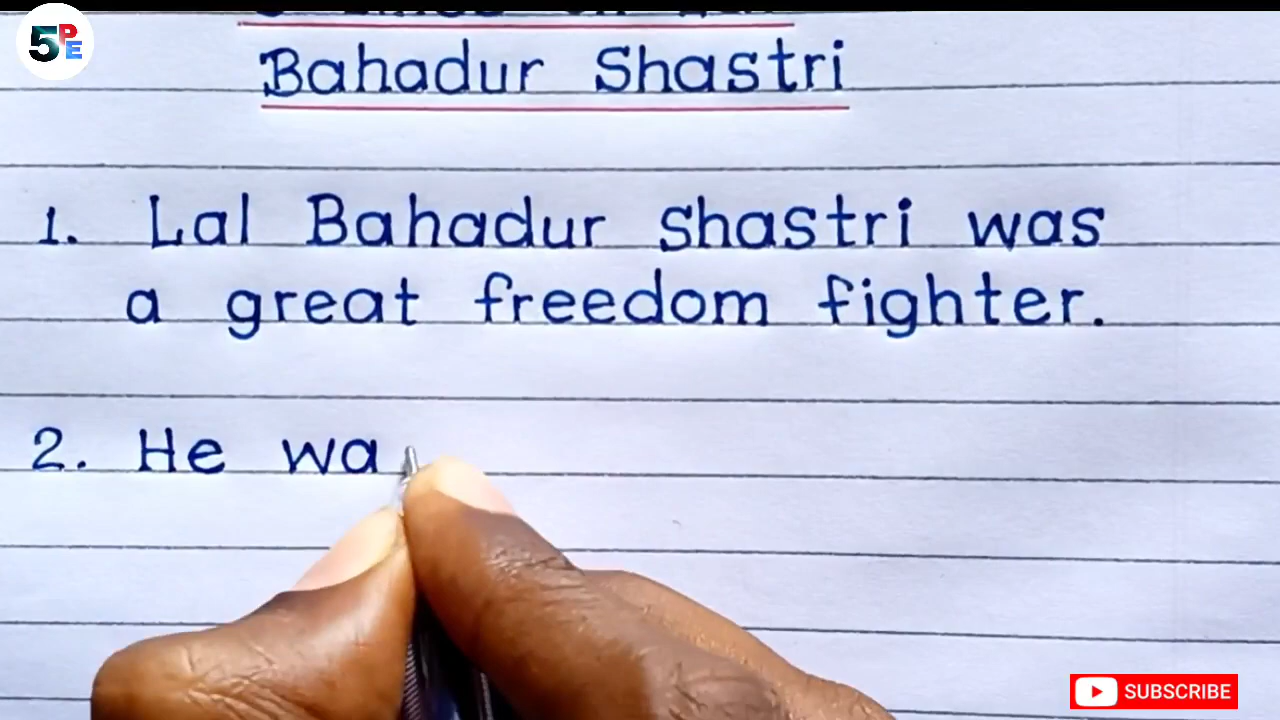 5PE
Bahadur Shastri
1. Lal Bahadur Shastri was
a great freedom fighter.
2. He wa
SUBSCRIBE